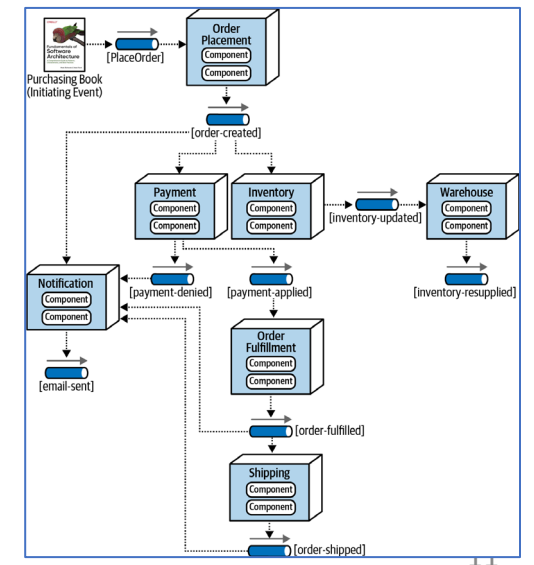 Order
Placement
Component
Component
Fundamentals of
Software
Architecture
[PlaceOrder]
Purchasing Book
(Initiating Event)
[order-created]
Payment
Component
Component
Inventory
Component
Component
Warehouse
Component
Component
[inventory-updated]
Notification
Component
Component
[payment-denied]
[payment-applied]
[inventory-resupplied]
Order
Fulfillment
Component
Component
[email-sent]
[order-fulfilled]
Shipping
Component
Component
[order-shipped]